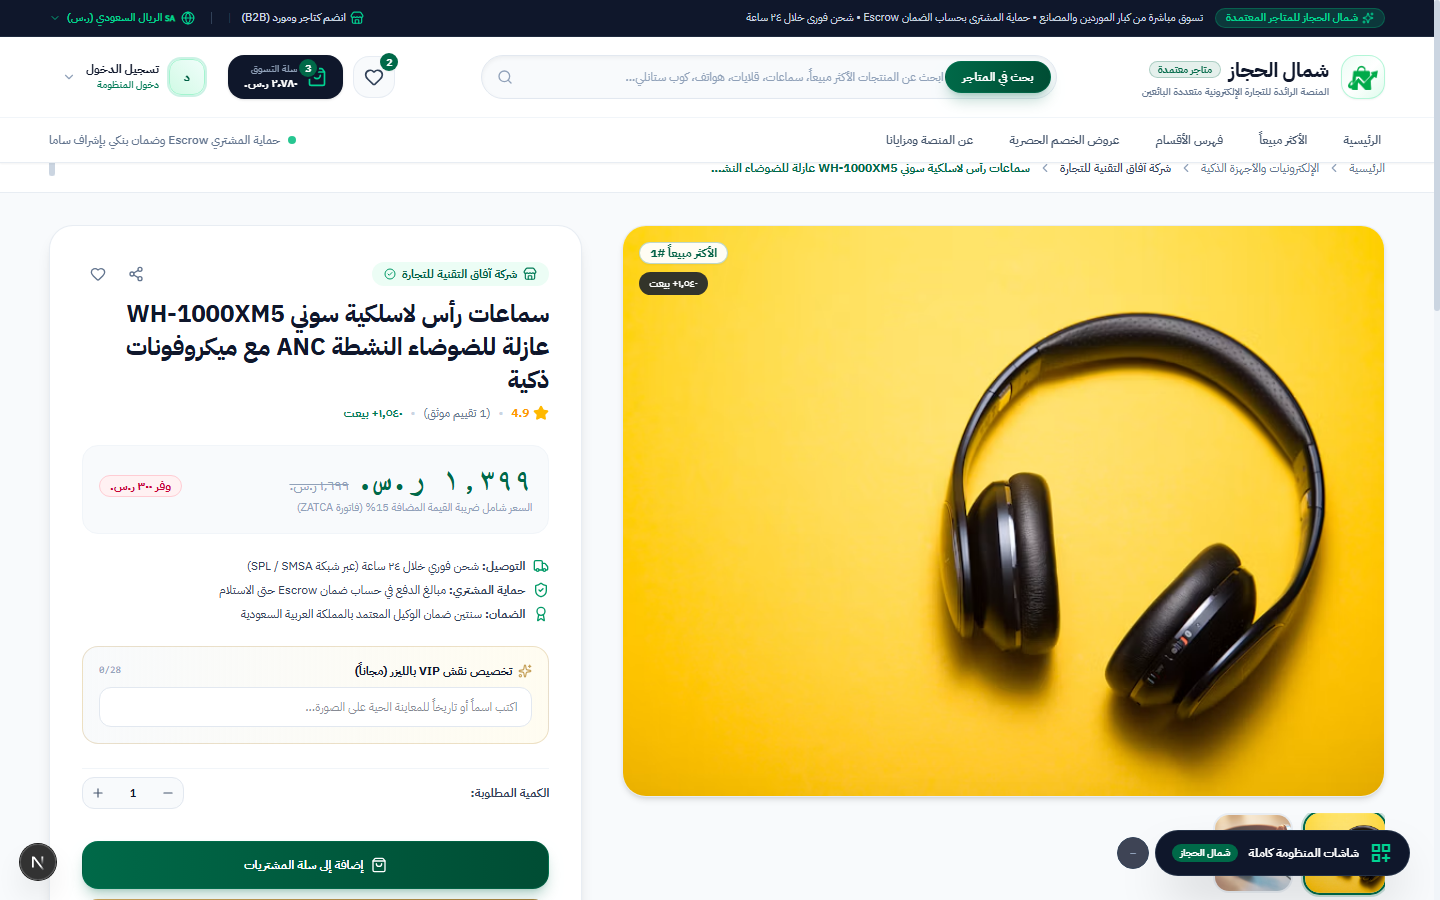 شمال الحجاز للمتاجر المعتمدة
تسوق مباشرة من كبار الموردين والمصانع • حماية المشتري بحساب الضمان Escrow • شحن فوري خلال ٢٤ ساعة
انضم كتاجر ومورد (B2B)
SA الريال السعودي (ر.س)
شمال الحجاز
متاجر معتمدة
المنصة الرائدة للتجارة الإلكترونية متعددة البائعين
بحث في المتاجر
ابحث عن المنتجات الأكثر مبيعاً، سماعات، قلايات، هواتف، كوب ستانلي...
2
3
سلة التسوق
٢،٧٨٠ ر.س.
د
تسجيل الدخول
دخول المنظومة
الرئيسية
الأكثر مبيعاً
فهرس الأقسام
عروض الخصم الحصرية
عن المنصة ومزايانا
حماية المشتري Escrow وضمان بنكي بإشراف ساما
الرئيسية
الإلكترونيات والأجهزة الذكية
شركة آفاق التقنية للتجارة
سماعات رأس لاسلكية سوني WH-1000XM5 عازلة للضوضاء النش...
الأكثر مبيعاً #1
+١,٥٤٠ بيعت
شركة آفاق التقنية للتجارة
سماعات رأس لاسلكية سوني WH-1000XM5
عازلة للضوضاء النشطة ANC مع ميكروفونات
ذكية
4.9
(1 تقييم موثق)
+١,٥٤٠ بيعت
١,٣٩٩ ر.س.
١,٦٩٩ ر.س.
وفر ٣٠٠ ر.س.
السعر شامل ضريبة القيمة المضافة 15% (فاتورة ZATCA)
التوصيل: شحن فوري خلال ٢٤ ساعة (عبر شبكة SPL / SMSA)
حماية المشتري: مبالغ الدفع في حساب ضمان Escrow حتى الاستلام
الضمان: سنتين ضمان الوكيل المعتمد بالمملكة العربية السعودية
تخصيص نقش VIP بالليزر (مجاناً)
0/28
اكتب اسماً أو تاريخاً للمعاينة الحية على الصورة...
الكمية المطلوبة:
1
إضافة إلى سلة المشتريات
شاشات المنظومة كاملة
شمال الحجاز
N